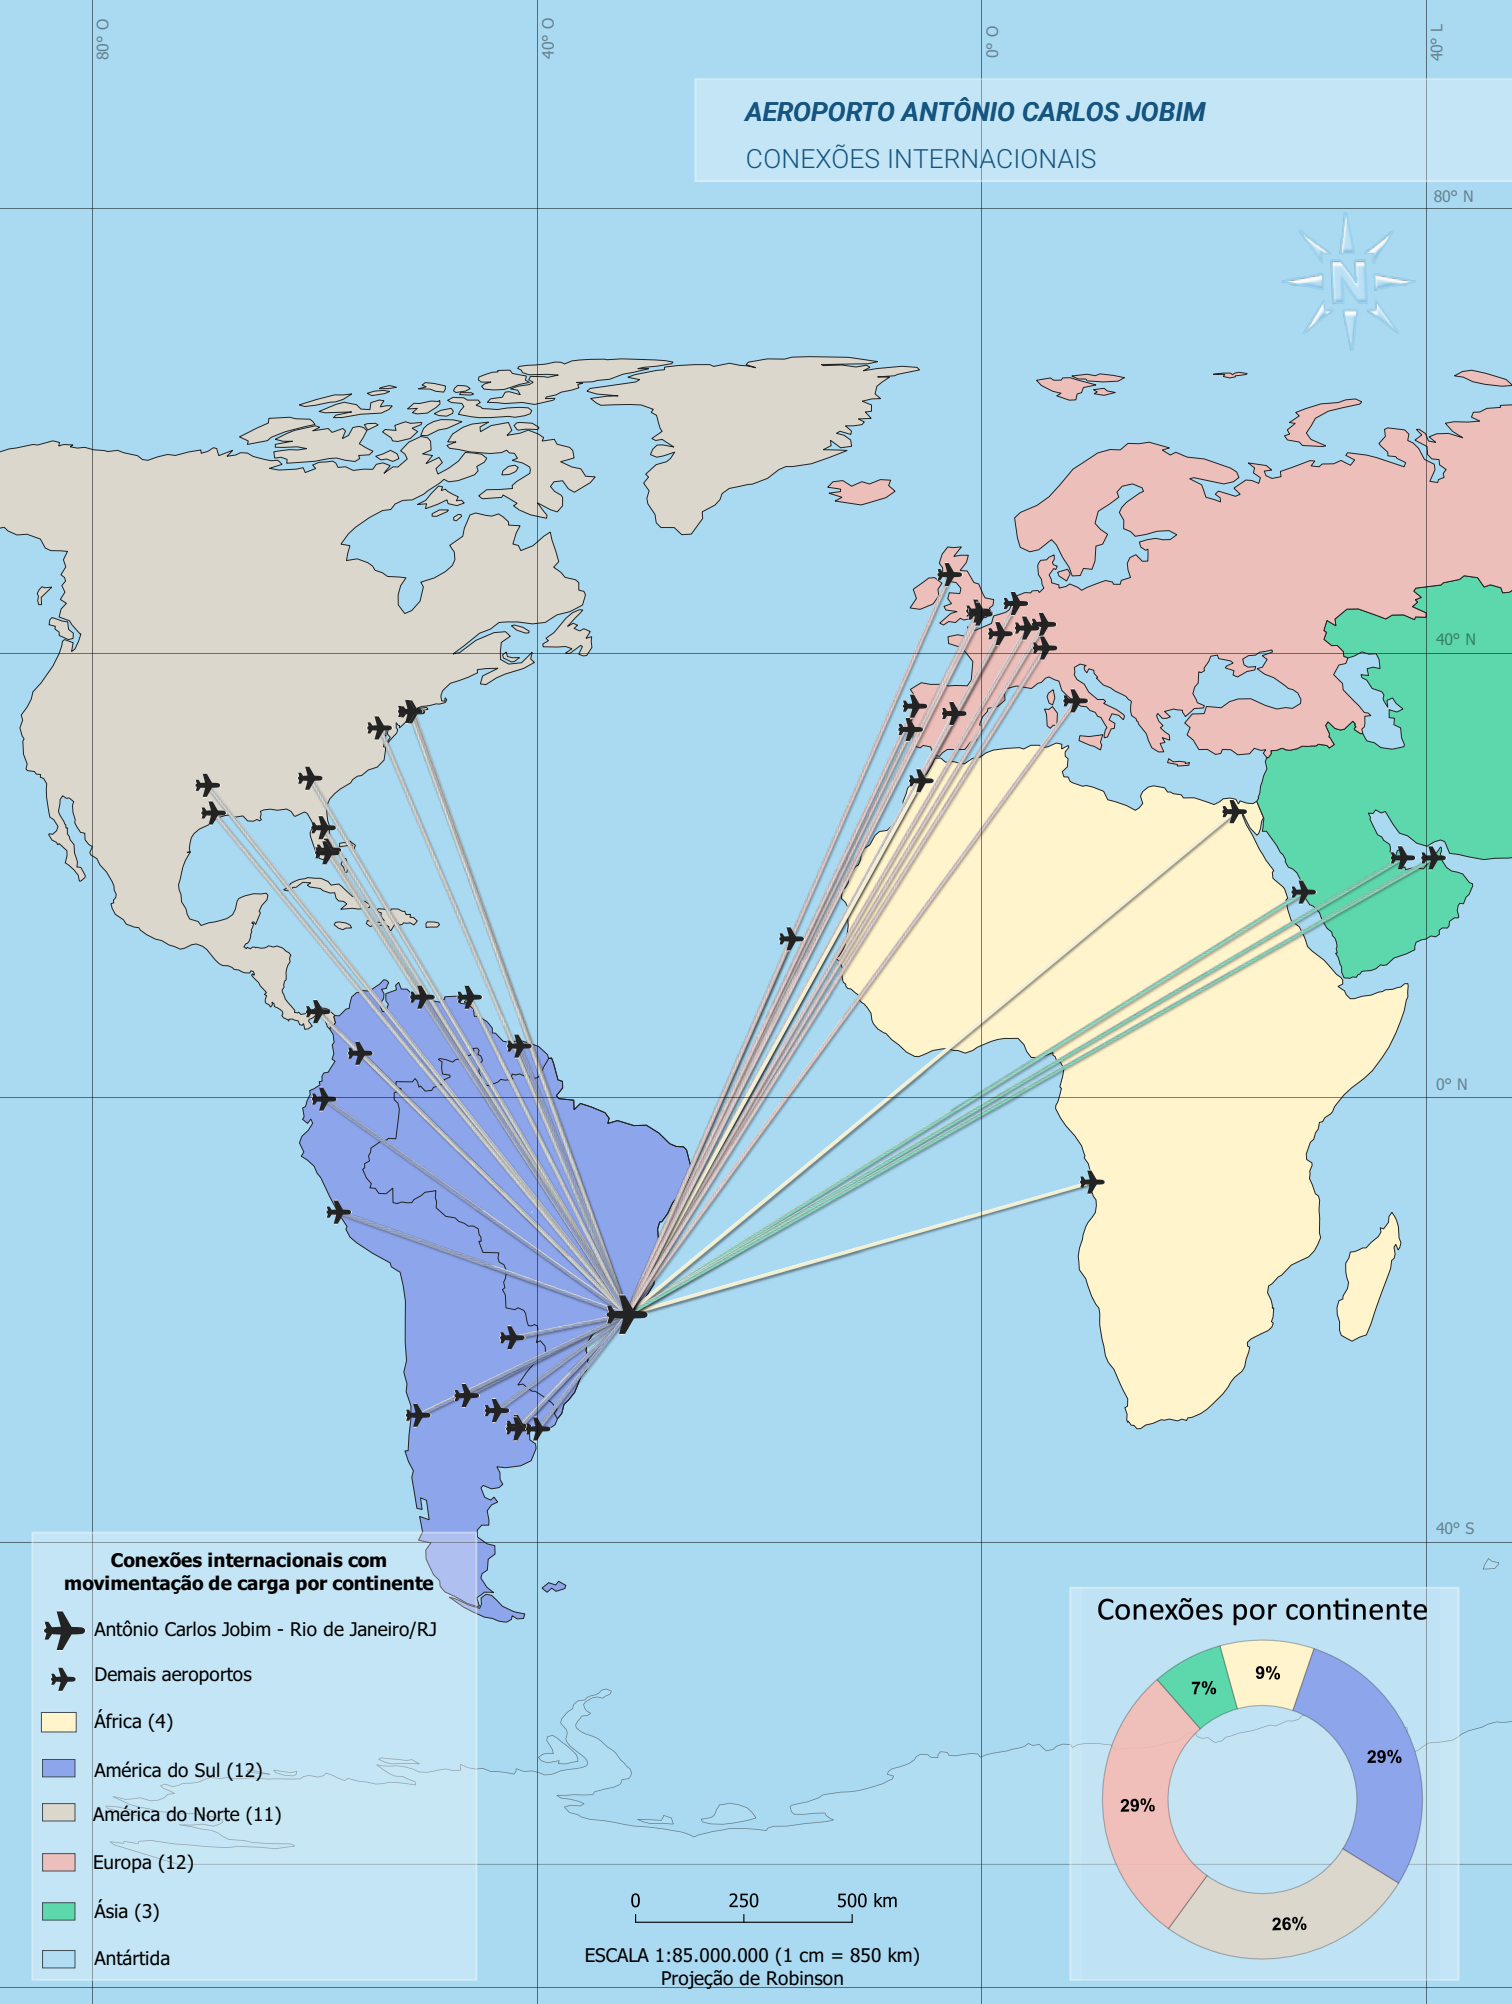 80° O
40° O
0° O
40° L
AEROPORTO ANTÔNIO CARLOS JOBIM
CONEXÕES INTERNACIONAIS
80° N
N
40° N
0° N
40° S
Conexões internacionais com
movimentação de carga por continente
Antônio Carlos Jobim - Rio de Janeiro/RJ
Demais aeroportos
África (4)
América do Sul (12)
América do Norte (11)
Europa (12)
Ásia (3)
Antártida
0 250 500 km
ESCALA 1:85.000.000 (1 cm = 850 km)
Projeção de Robinson
Conexões por continente
9%
7%
29%
29%
26%